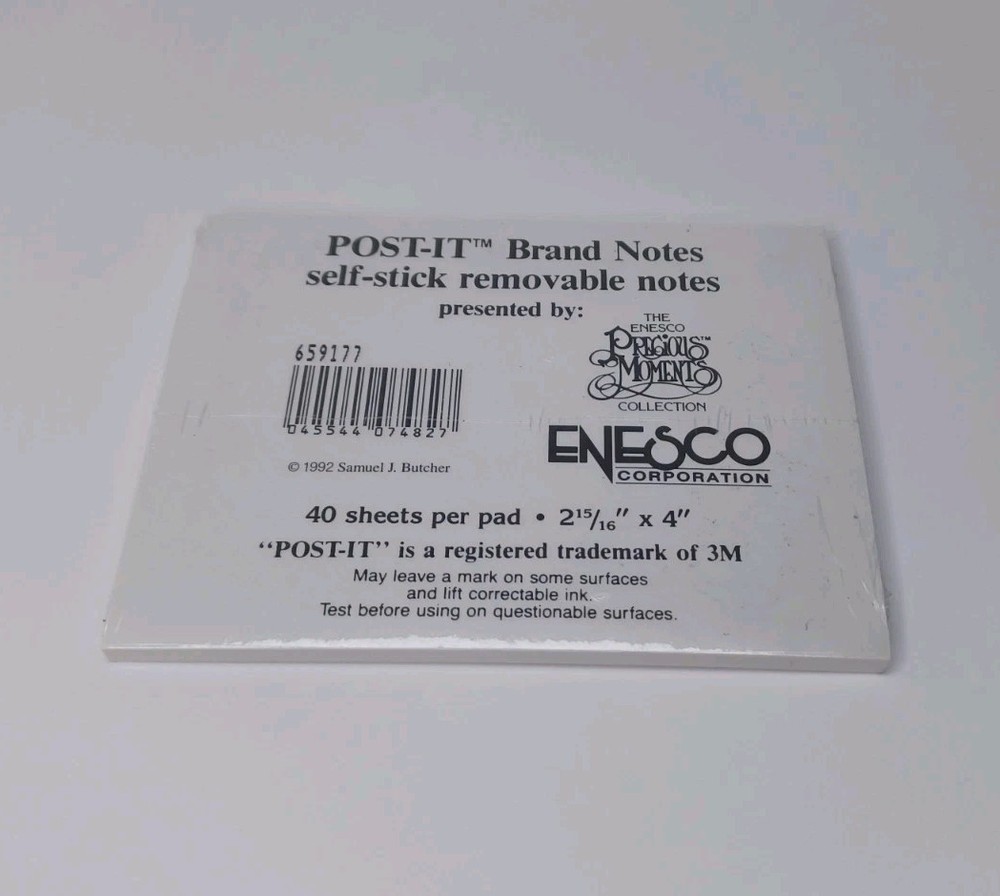 POST-IT™ Brand Notes
self-stick removable notes
presented by:
THE
ENESCO
PRECIOUS™
MOMENTS
COLLECTION
659177
045544 074827
ENESCO
CORPORATION
© 1992 Samuel J. Butcher
40 sheets per pad • 2 15/16" x 4"
“POST-IT” is a registered trademark of 3M
May leave a mark on some surfaces
and lift correctable ink.
Test before using on questionable surfaces.